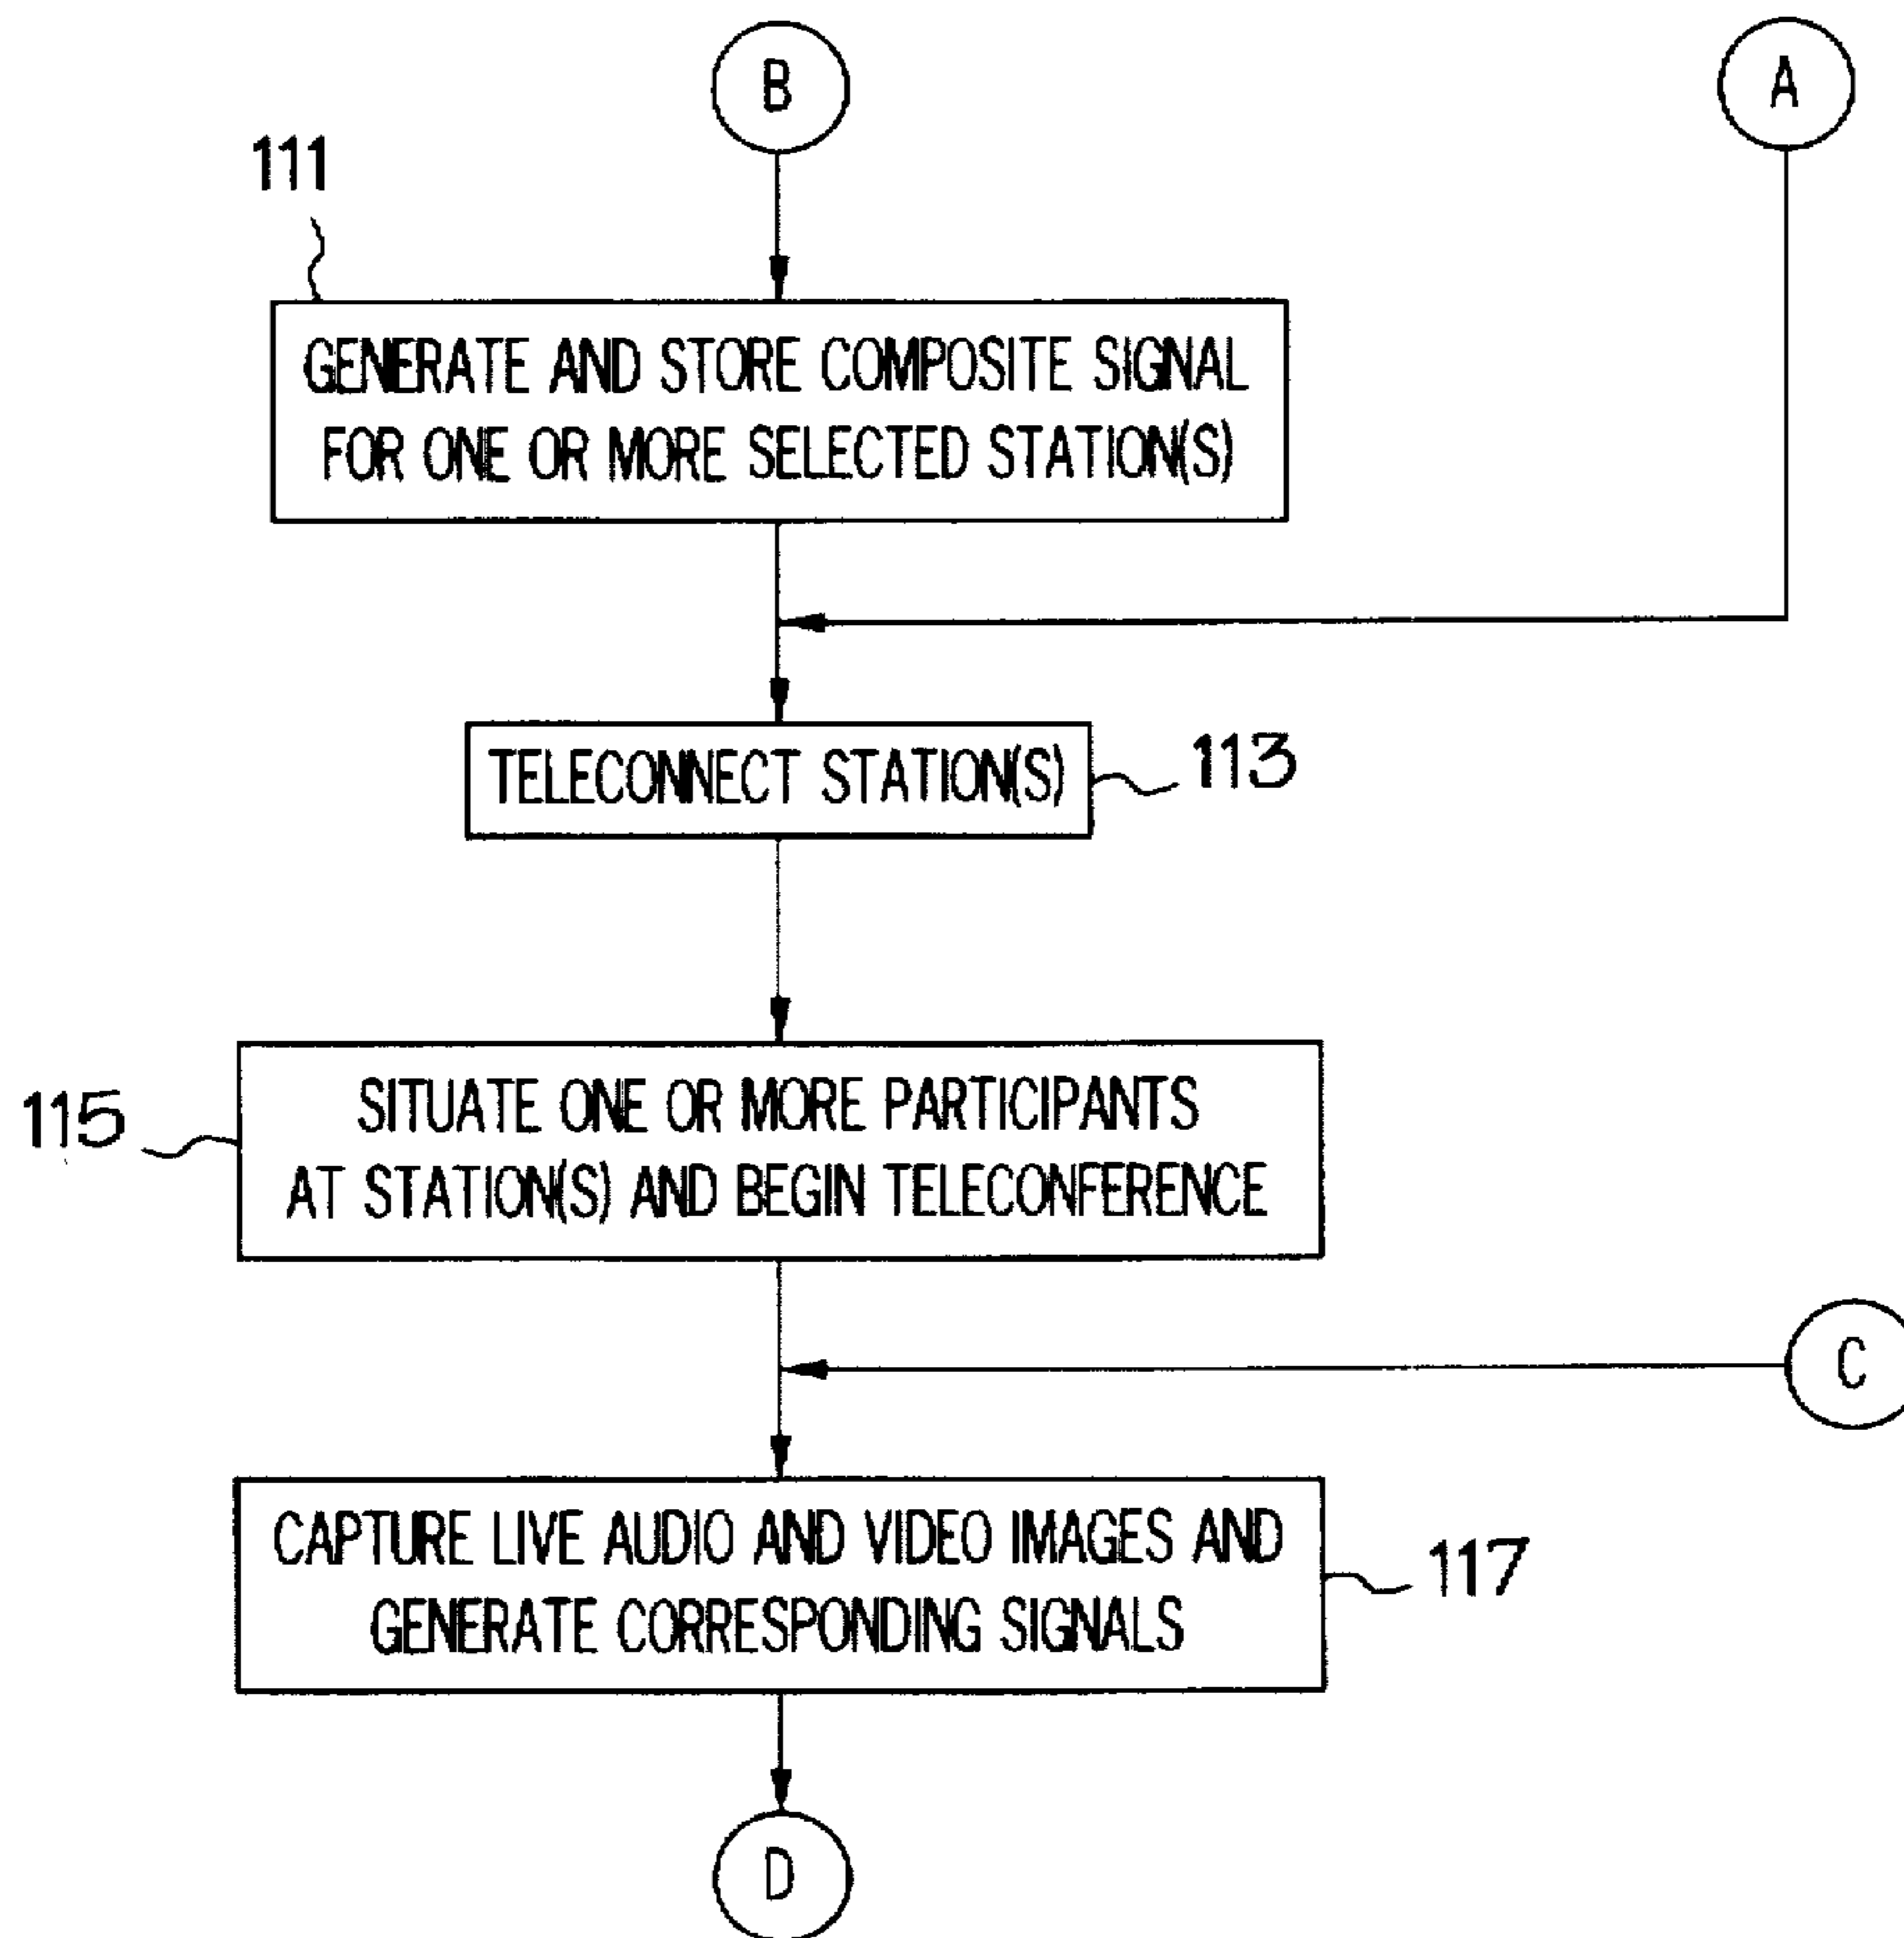 B
A
111
GENERATE AND STORE COMPOSITE SIGNAL
FOR ONE OR MORE SELECTED STATION(S)
TELECONNECT STATION(S)
113
115
SITUATE ONE OR MORE PARTICIPANTS
AT STATION(S) AND BEGIN TELECONFERENCE
C
CAPTURE LIVE AUDIO AND VIDEO IMAGES AND
GENERATE CORRESPONDING SIGNALS
117
D